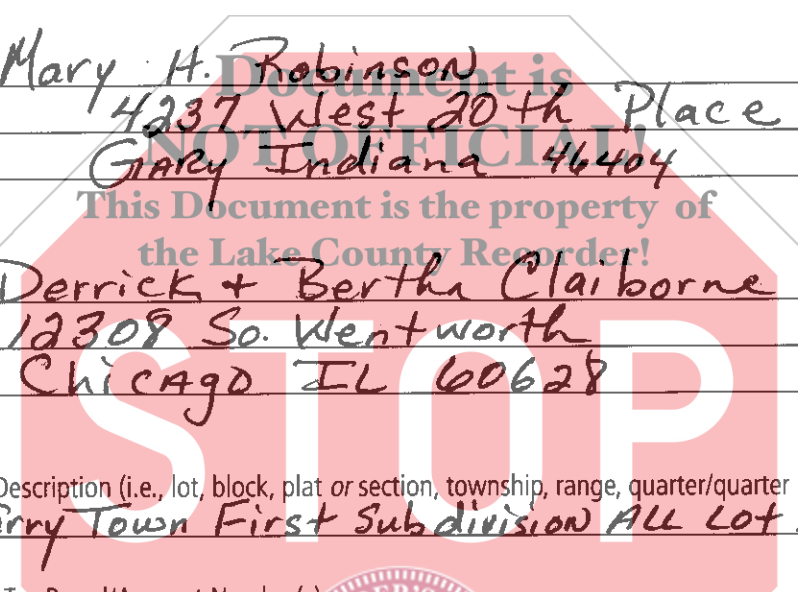 Mary H. Robinson
Document is
4237 West 20th Place
NOT OFFICIAL!
GARY Indiana 46404
This Document is the property of
the Lake County Recorder!
Derrick + Bertha Claiborne
12308 So. Wentworth
Chicago IL 60628
STOP
Description (i.e., lot, block, plat or section, township, range, quarter/quarter
Town First Subdivision ALL Lot